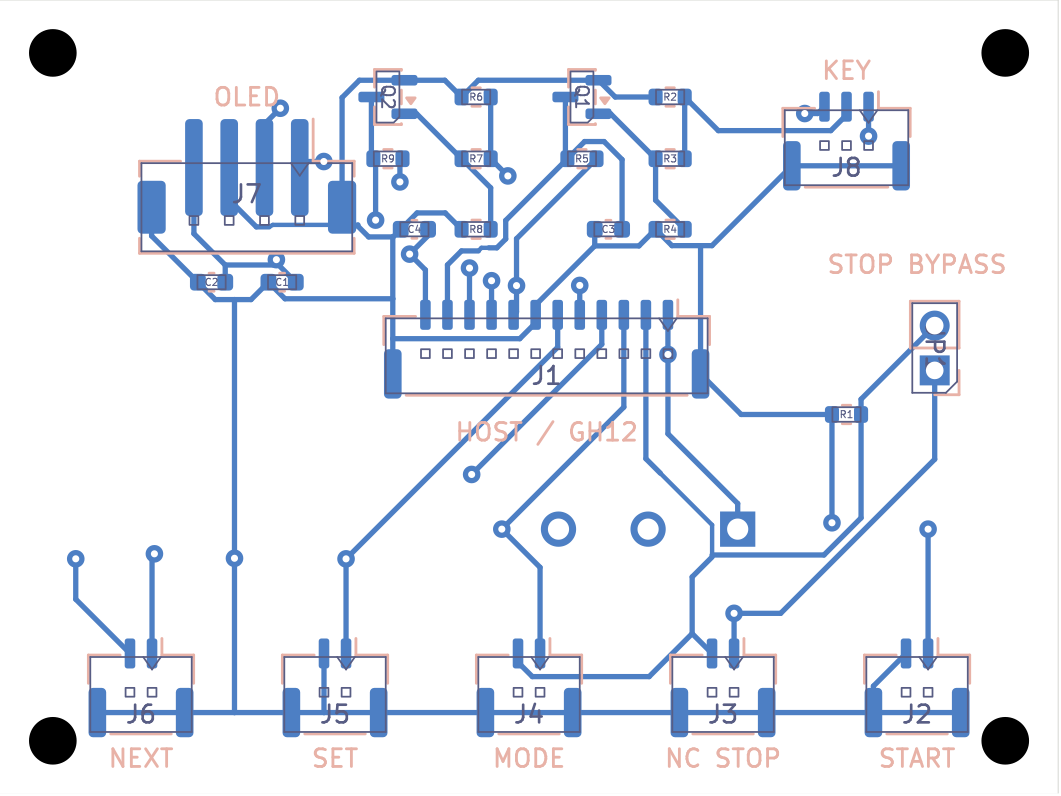 KEY
OLED
Q2
R6
Q1
R2
R9
R7
R5
R3
J8
J7
C4
R8
C3
R4
STOP BYPASS
C2
C1
J1
R1
HOST / GH12
J6
J5
J4
J3
J2
NEXT
SET
MODE
NC STOP
START